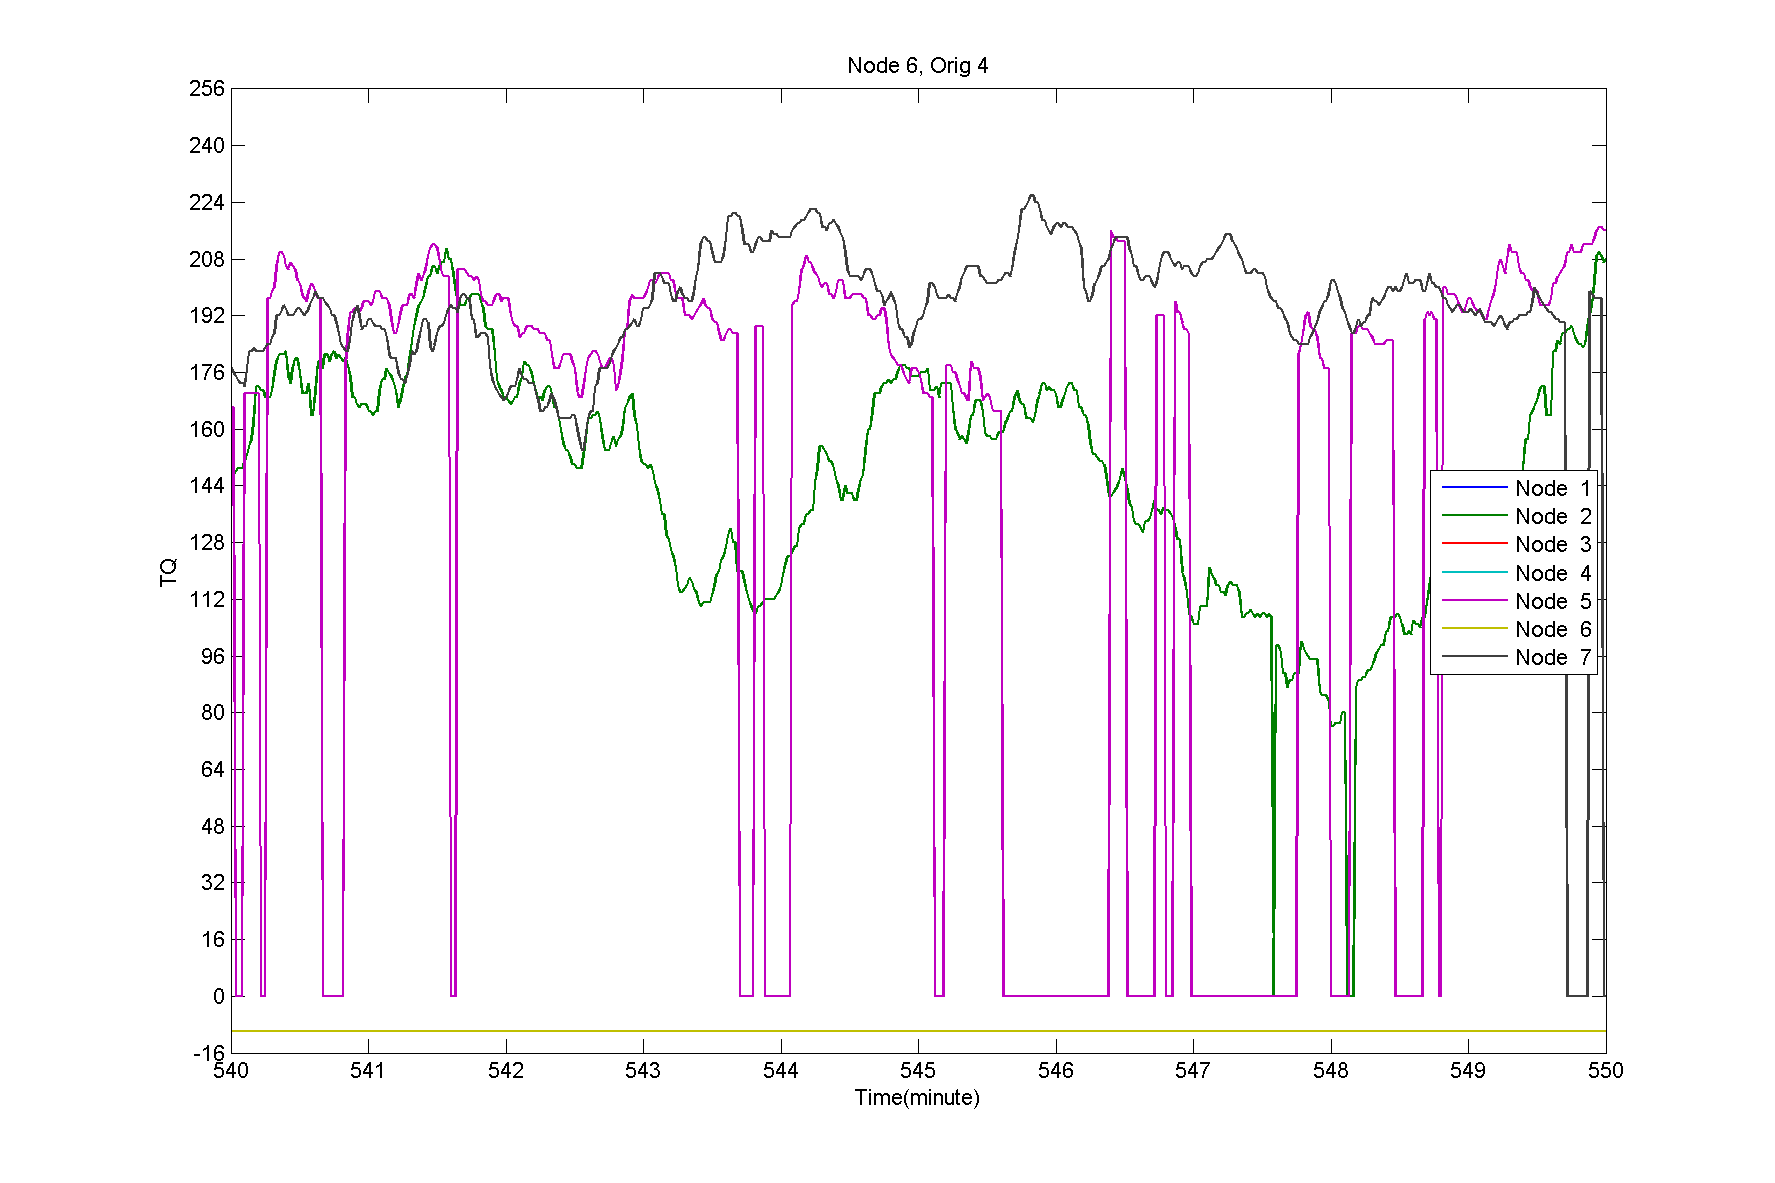 Node 6, Orig 4
256
240
224
208
192
176
160
144
128
112
96
80
64
48
32
16
0
-16
TQ
540 541 542 543 544 545 546 547 548 549 550
Time(minute)
Node 1
Node 2
Node 3
Node 4
Node 5
Node 6
Node 7